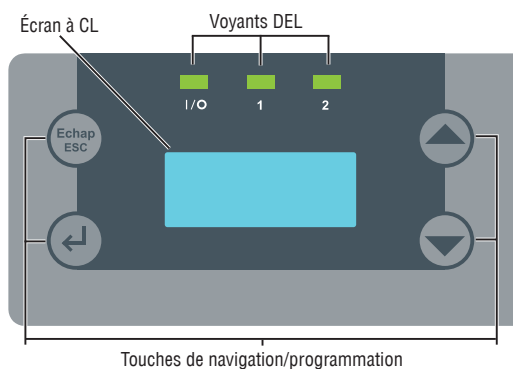 Écran à CL
Voyants DEL
I/O
1
2
Echap
ESC
Touches de navigation/programmation